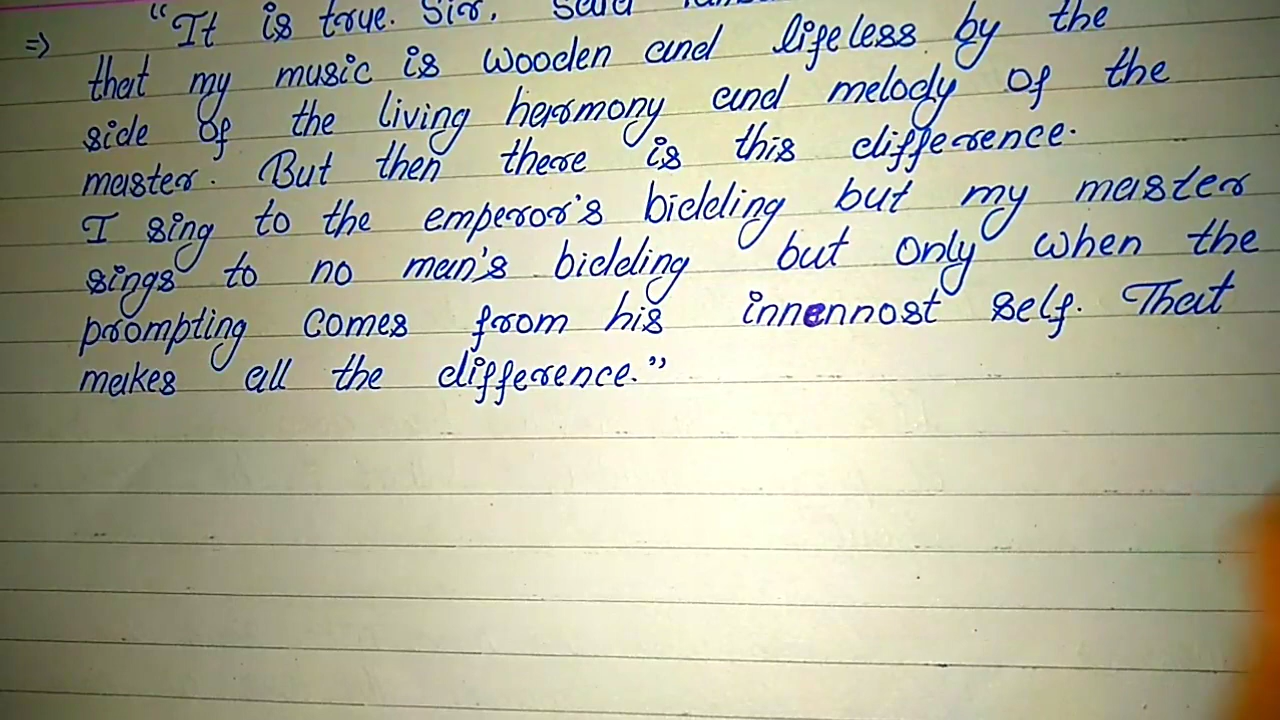 ⇒ "It is true. Sir. Said
that my music is wooden and lifeless by the
side of the living harmony and melody of the
master. But then there is this difference.
I sing to the emperor's bidding but my master
sings to no man's bidding but only when the
prompting comes from his innennost self. That
makes all the difference."